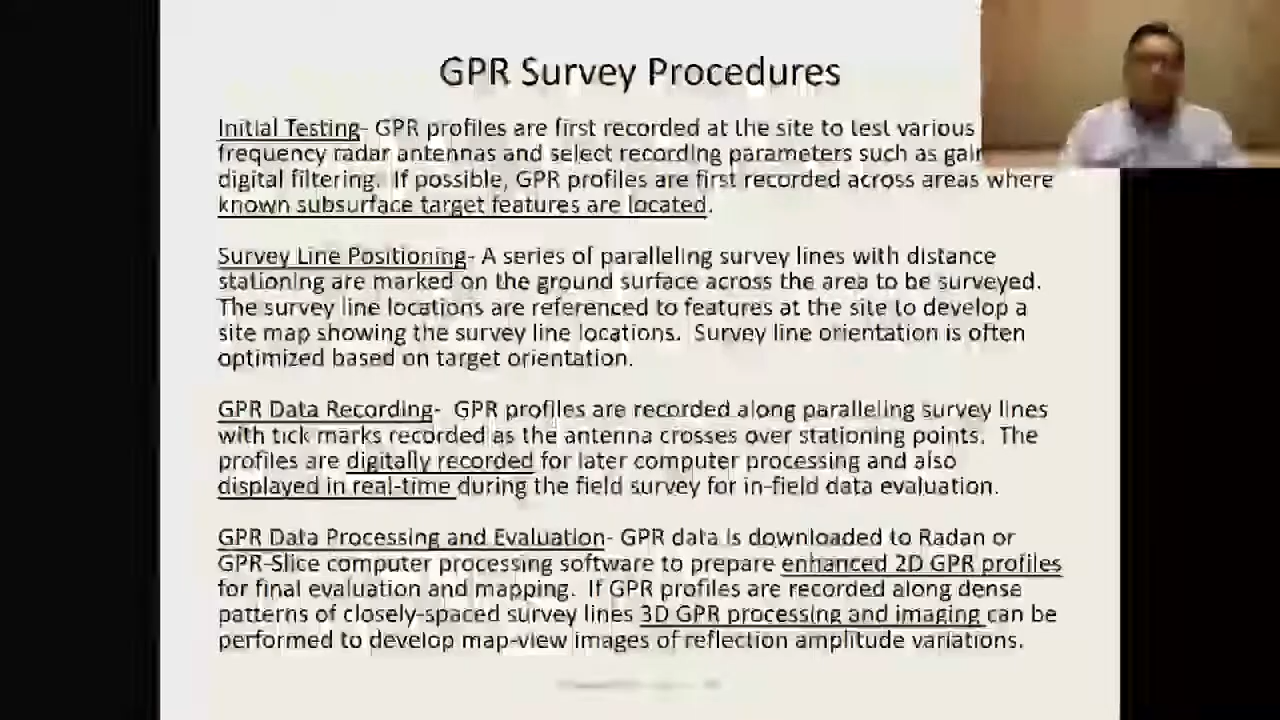 GPR Survey Procedures
Initial Testing- GPR profiles are first recorded at the site to test various
frequency radar antennas and select recording parameters such as gain
digital filtering. If possible, GPR profiles are first recorded across areas where
known subsurface target features are located.
Survey Line Positioning- A series of paralleling survey lines with distance
stationing are marked on the ground surface across the area to be surveyed.
The survey line locations are referenced to features at the site to develop a
site map showing the survey line locations. Survey line orientation is often
optimized based on target orientation.
GPR Data Recording- GPR profiles are recorded along paralleling survey lines
with tick marks recorded as the antenna crosses over stationing points. The
profiles are digitally recorded for later computer processing and also
displayed in real-time during the field survey for in-field data evaluation.
GPR Data Processing and Evaluation- GPR data is downloaded to Radan or
GPR-Slice computer processing software to prepare enhanced 2D GPR profiles
for final evaluation and mapping. If GPR profiles are recorded along dense
patterns of closely-spaced survey lines 3D GPR processing and imaging can be
performed to develop map-view images of reflection amplitude variations.